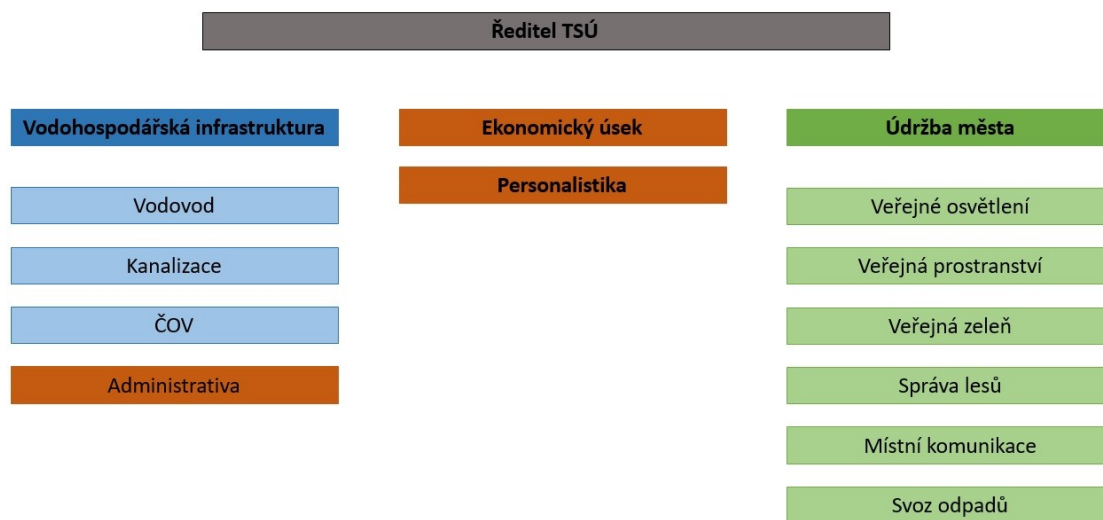 Ředitel TSÚ
Vodohospodářská infrastruktura
Vodovod
Kanalizace
ČOV
Administrativa
Ekonomický úsek
Personalistika
Údržba města
Veřejné osvětlení
Veřejná prostranství
Veřejná zeleň
Správa lesů
Místní komunikace
Svoz odpadů